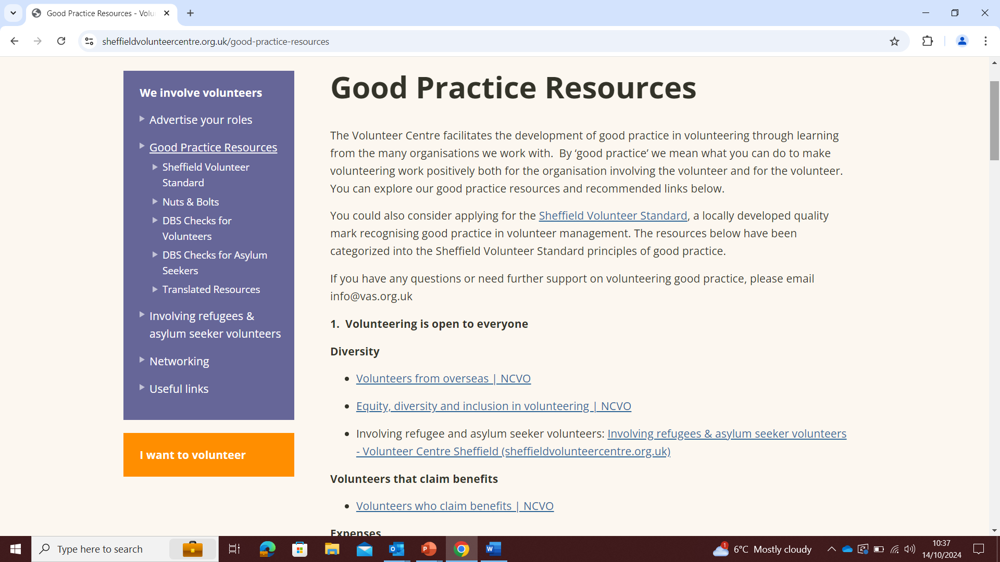 Good Practice Resources - Volu
sheffieldvolunteercentre.org.uk/good-practice-resources
We involve volunteers
Advertise your roles
Good Practice Resources
Sheffield Volunteer
Standard
Nuts & Bolts
DBS Checks for
Volunteers
DBS Checks for Asylum
Seekers
Translated Resources
Involving refugees &
asylum seeker volunteers
Networking
Useful links
I want to volunteer
Good Practice Resources
The Volunteer Centre facilitates the development of good practice in volunteering through learning
from the many organisations we work with.  By ‘good practice’ we mean what you can do to make
volunteering work positively both for the organisation involving the volunteer and for the volunteer.
You can explore our good practice resources and recommended links below.
You could also consider applying for the Sheffield Volunteer Standard, a locally developed quality
mark recognising good practice in volunteer management. The resources below have been
categorized into the Sheffield Volunteer Standard principles of good practice.
If you have any questions or need further support on volunteering good practice, please email
info@vas.org.uk
1.  Volunteering is open to everyone
Diversity
Volunteers from overseas | NCVO
Equity, diversity and inclusion in volunteering | NCVO
Involving refugee and asylum seeker volunteers: Involving refugees & asylum seeker volunteers
- Volunteer Centre Sheffield (sheffieldvolunteercentre.org.uk)
Volunteers that claim benefits
Volunteers who claim benefits | NCVO
Expenses
Type here to search
1
6°C Mostly cloudy
10:37
14/10/2024